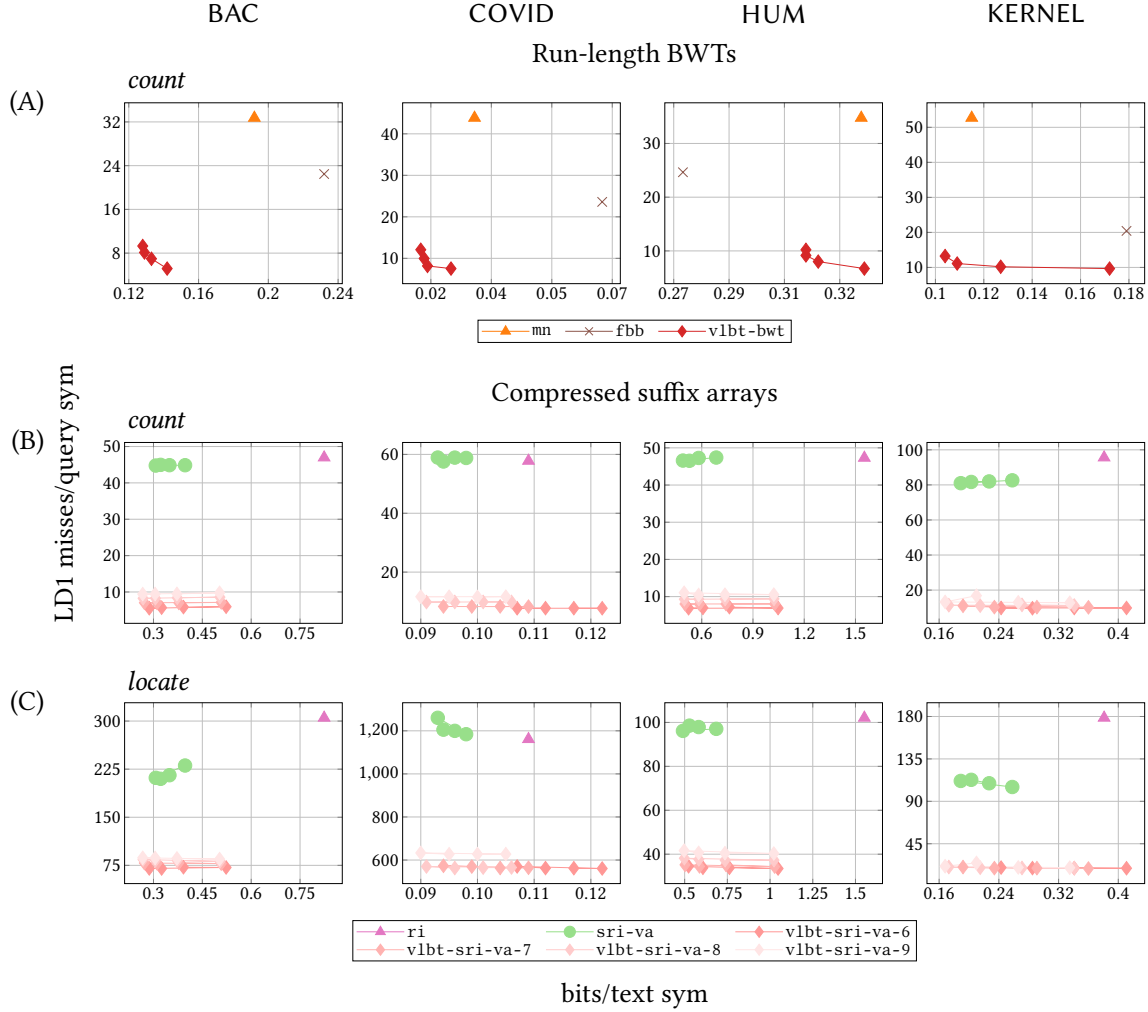 BAC COVID HUM KERNEL
Run-length BWTs
(A)
count
32 24 16 8
0.12 0.16 0.2 0.24
40 30 20 10
0.02 0.04 0.05 0.07
30 20 10
0.27 0.29 0.31 0.32
50 40 30 20 10
0.1 0.12 0.14 0.16 0.18
mn fbb vlbt-bwt
LD1 misses/query sym
Compressed suffix arrays
(B)
count
50 40 30 20 10
0.3 0.45 0.6 0.75
60 40 20
0.09 0.10 0.11 0.12
50 40 30 20 10
0.6 0.9 1.2 1.5
100 80 60 40 20
0.16 0.24 0.32 0.4
(C)
locate
300 225 150 75
0.3 0.45 0.6 0.75
1,200 1,000 800 600
0.09 0.10 0.11 0.12
100 80 60 40
0.5 0.75 1 1.25 1.5
180 135 90 45
0.16 0.24 0.32 0.4
ri sri-va vlbt-sri-va-6
vlbt-sri-va-7 vlbt-sri-va-8 vlbt-sri-va-9
bits/text sym